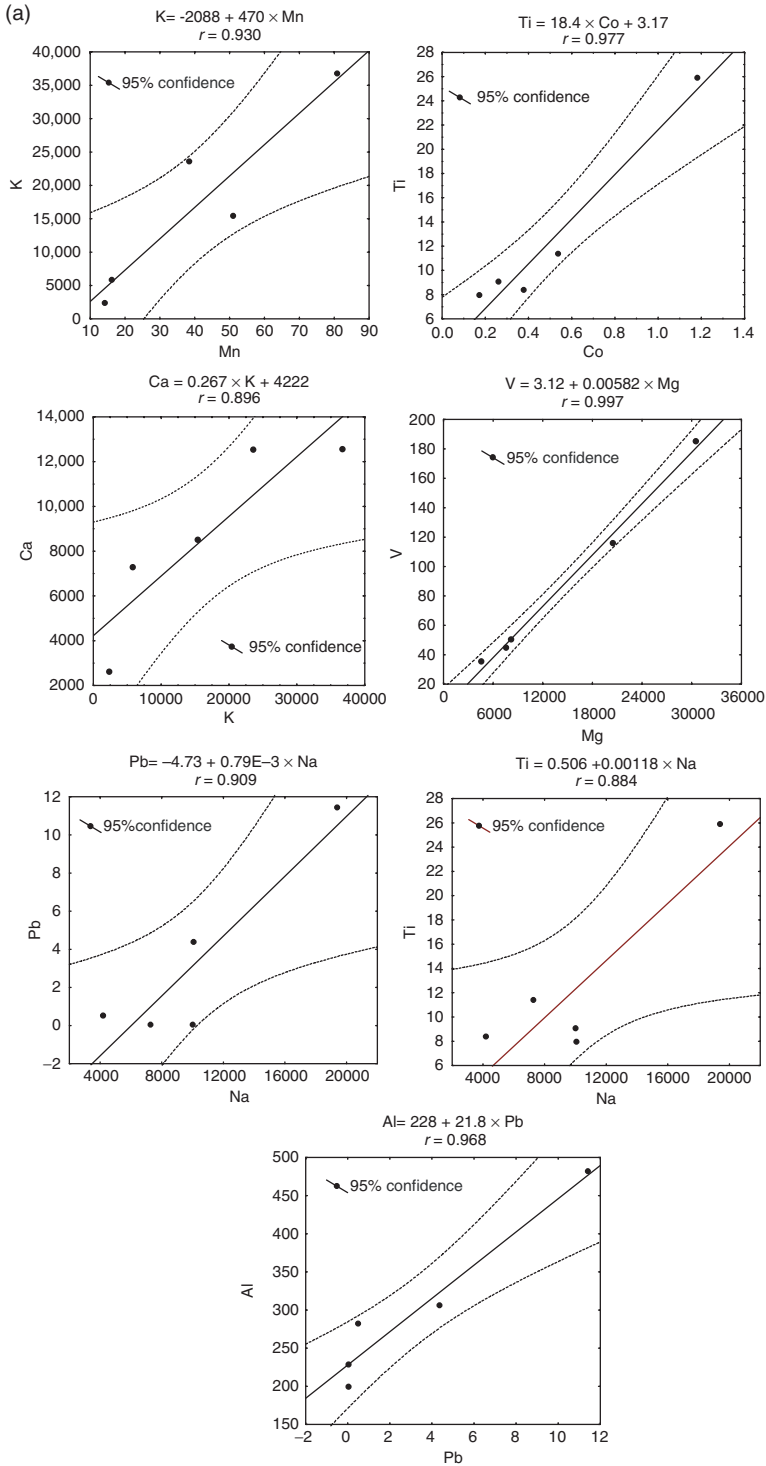 (a)
K= -2088 + 470 × Mn
r = 0.930
40,000
35,000
30,000
25,000
20,000
15,000
10,000
5000
0
K
95% confidence
10 20 30 40 50 60 70 80 90
Mn
Ti = 18.4 × Co + 3.17
r = 0.977
28
26
24
22
20
18
16
14
12
10
8
6
Ti
95% confidence
0.0 0.2 0.4 0.6 0.8 1.0 1.2 1.4
Co
Ca = 0.267 × K + 4222
r = 0.896
14,000
12,000
10,000
8000
6000
4000
2000
Ca
95% confidence
0 10000 20000 30000 40000
K
V = 3.12 + 0.00582 × Mg
r = 0.997
200
180
160
140
120
100
80
60
40
20
V
95% confidence
0 12000 24000 36000
6000 18000 30000
Mg
Pb= –4.73 + 0.79E–3 × Na
r = 0.909
12
10
8
6
4
2
0
–2
Pb
95%confidence
4000 8000 12000 16000 20000
Na
Ti = 0.506 +0.00118 × Na
r = 0.884
28
26
24
22
20
18
16
14
12
10
8
6
Ti
95% confidence
4000 8000 12000 16000 20000
Na
Al= 228 + 21.8 × Pb
r = 0.968
500
450
400
350
300
250
200
150
Al
95% confidence
–2 0 2 4 6 8 10 12
Pb